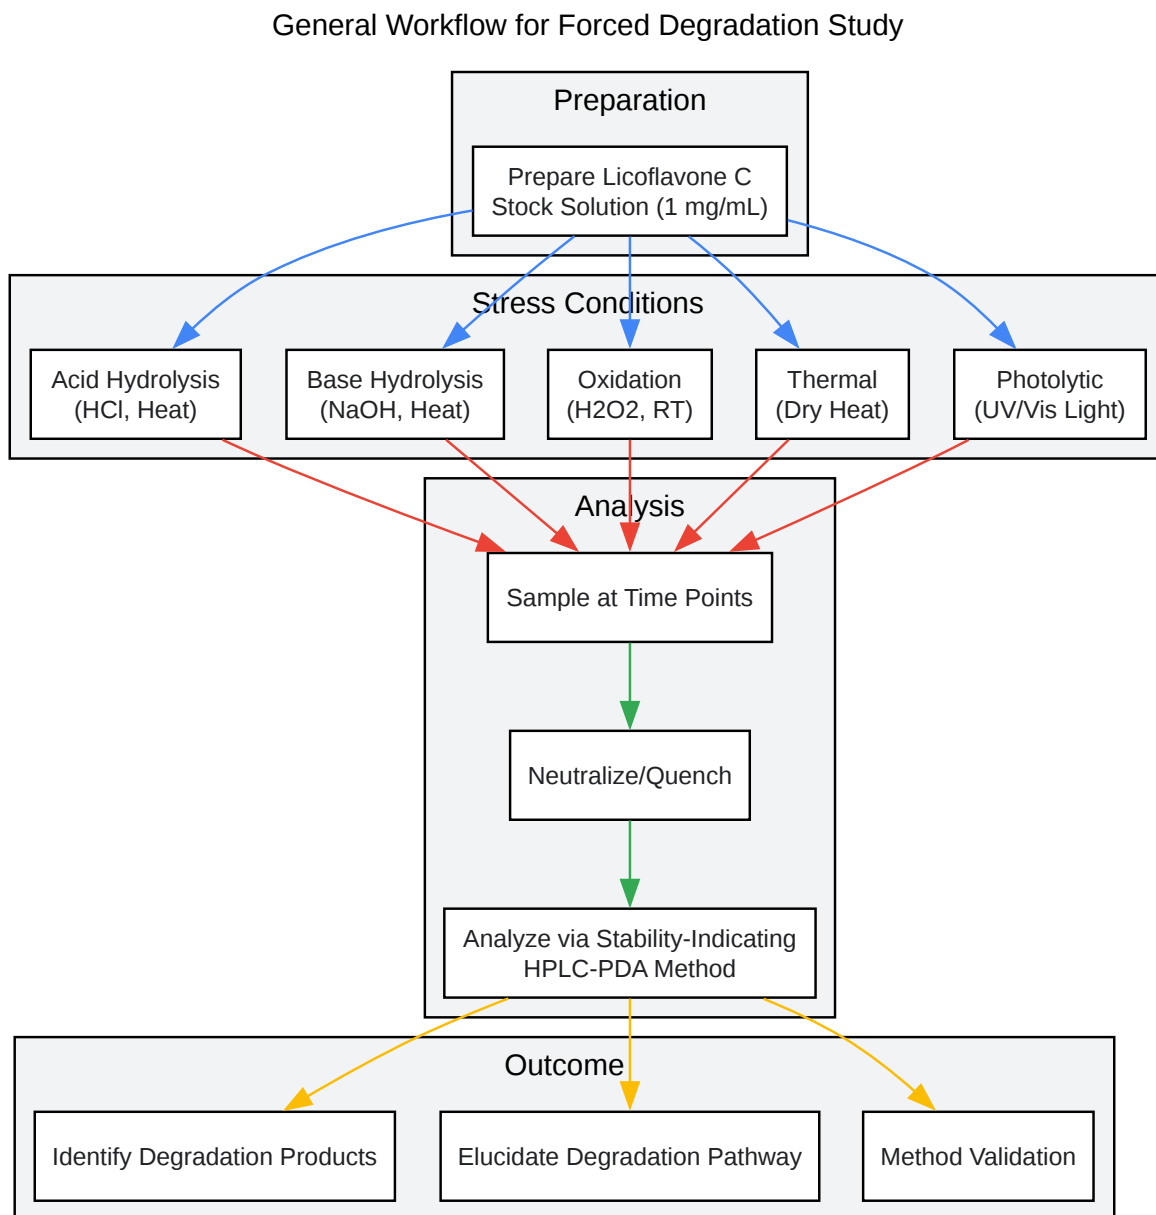 General Workflow for Forced Degradation Study
Preparation
Prepare Licoflavone C
Stock Solution (1 mg/mL)
Stress Conditions
Acid Hydrolysis
(HCl, Heat)
Base Hydrolysis
(NaOH, Heat)
Oxidation
(H2O2, RT)
Thermal
(Dry Heat)
Photolytic
(UV/Vis Light)
Analysis
Sample at Time Points
Neutralize/Quench
Analyze via Stability-Indicating
HPLC-PDA Method
Outcome
Identify Degradation Products
Elucidate Degradation Pathway
Method Validation